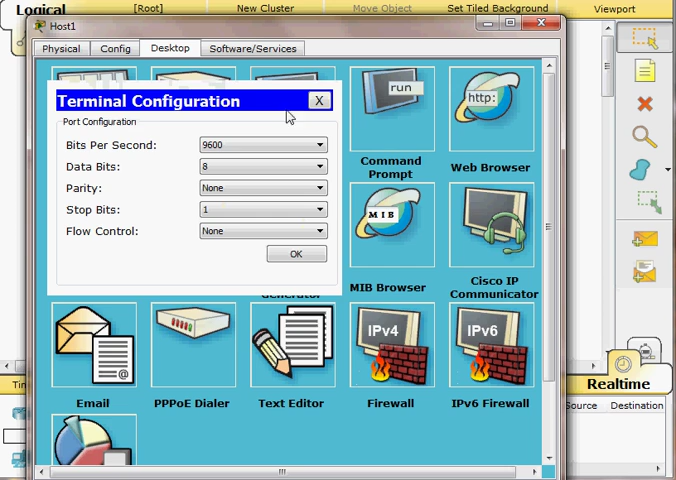 Logical
[Root]
New Cluster
Move Object
Set Tiled Background
Viewport
Host1
Physical
Config
Desktop
Software/Services
Terminal Configuration
X
Port Configuration
Bits Per Second:
9600
Data Bits:
8
Parity:
None
Stop Bits:
1
Flow Control:
None
OK
run
Command
Prompt
http:
Web Browser
MIB
MIB Browser
Cisco IP
Communicator
Email
@
PPPoE Dialer
Text Editor
IPv4
Firewall
IPv6
IPv6 Firewall
Realtime
Source
Destination